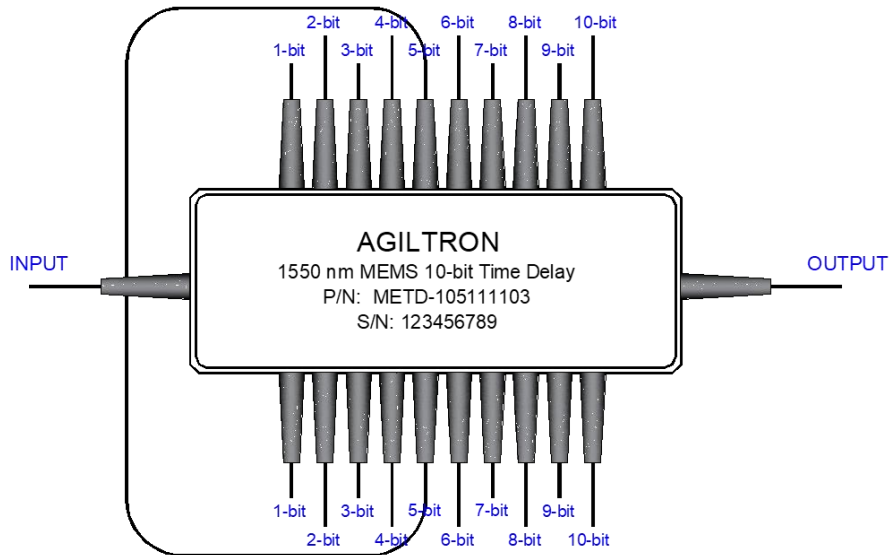 2-bit 4-bit 6-bit 8-bit 10-bit
1-bit 3-bit 5-bit 7-bit 9-bit
AGILTRON
1550 nm MEMS 10-bit Time Delay
P/N: METD-105111103
S/N: 123456789
INPUT
OUTPUT
1-bit 3-bit 5-bit 7-bit 9-bit
2-bit 4-bit 6-bit 8-bit 10-bit